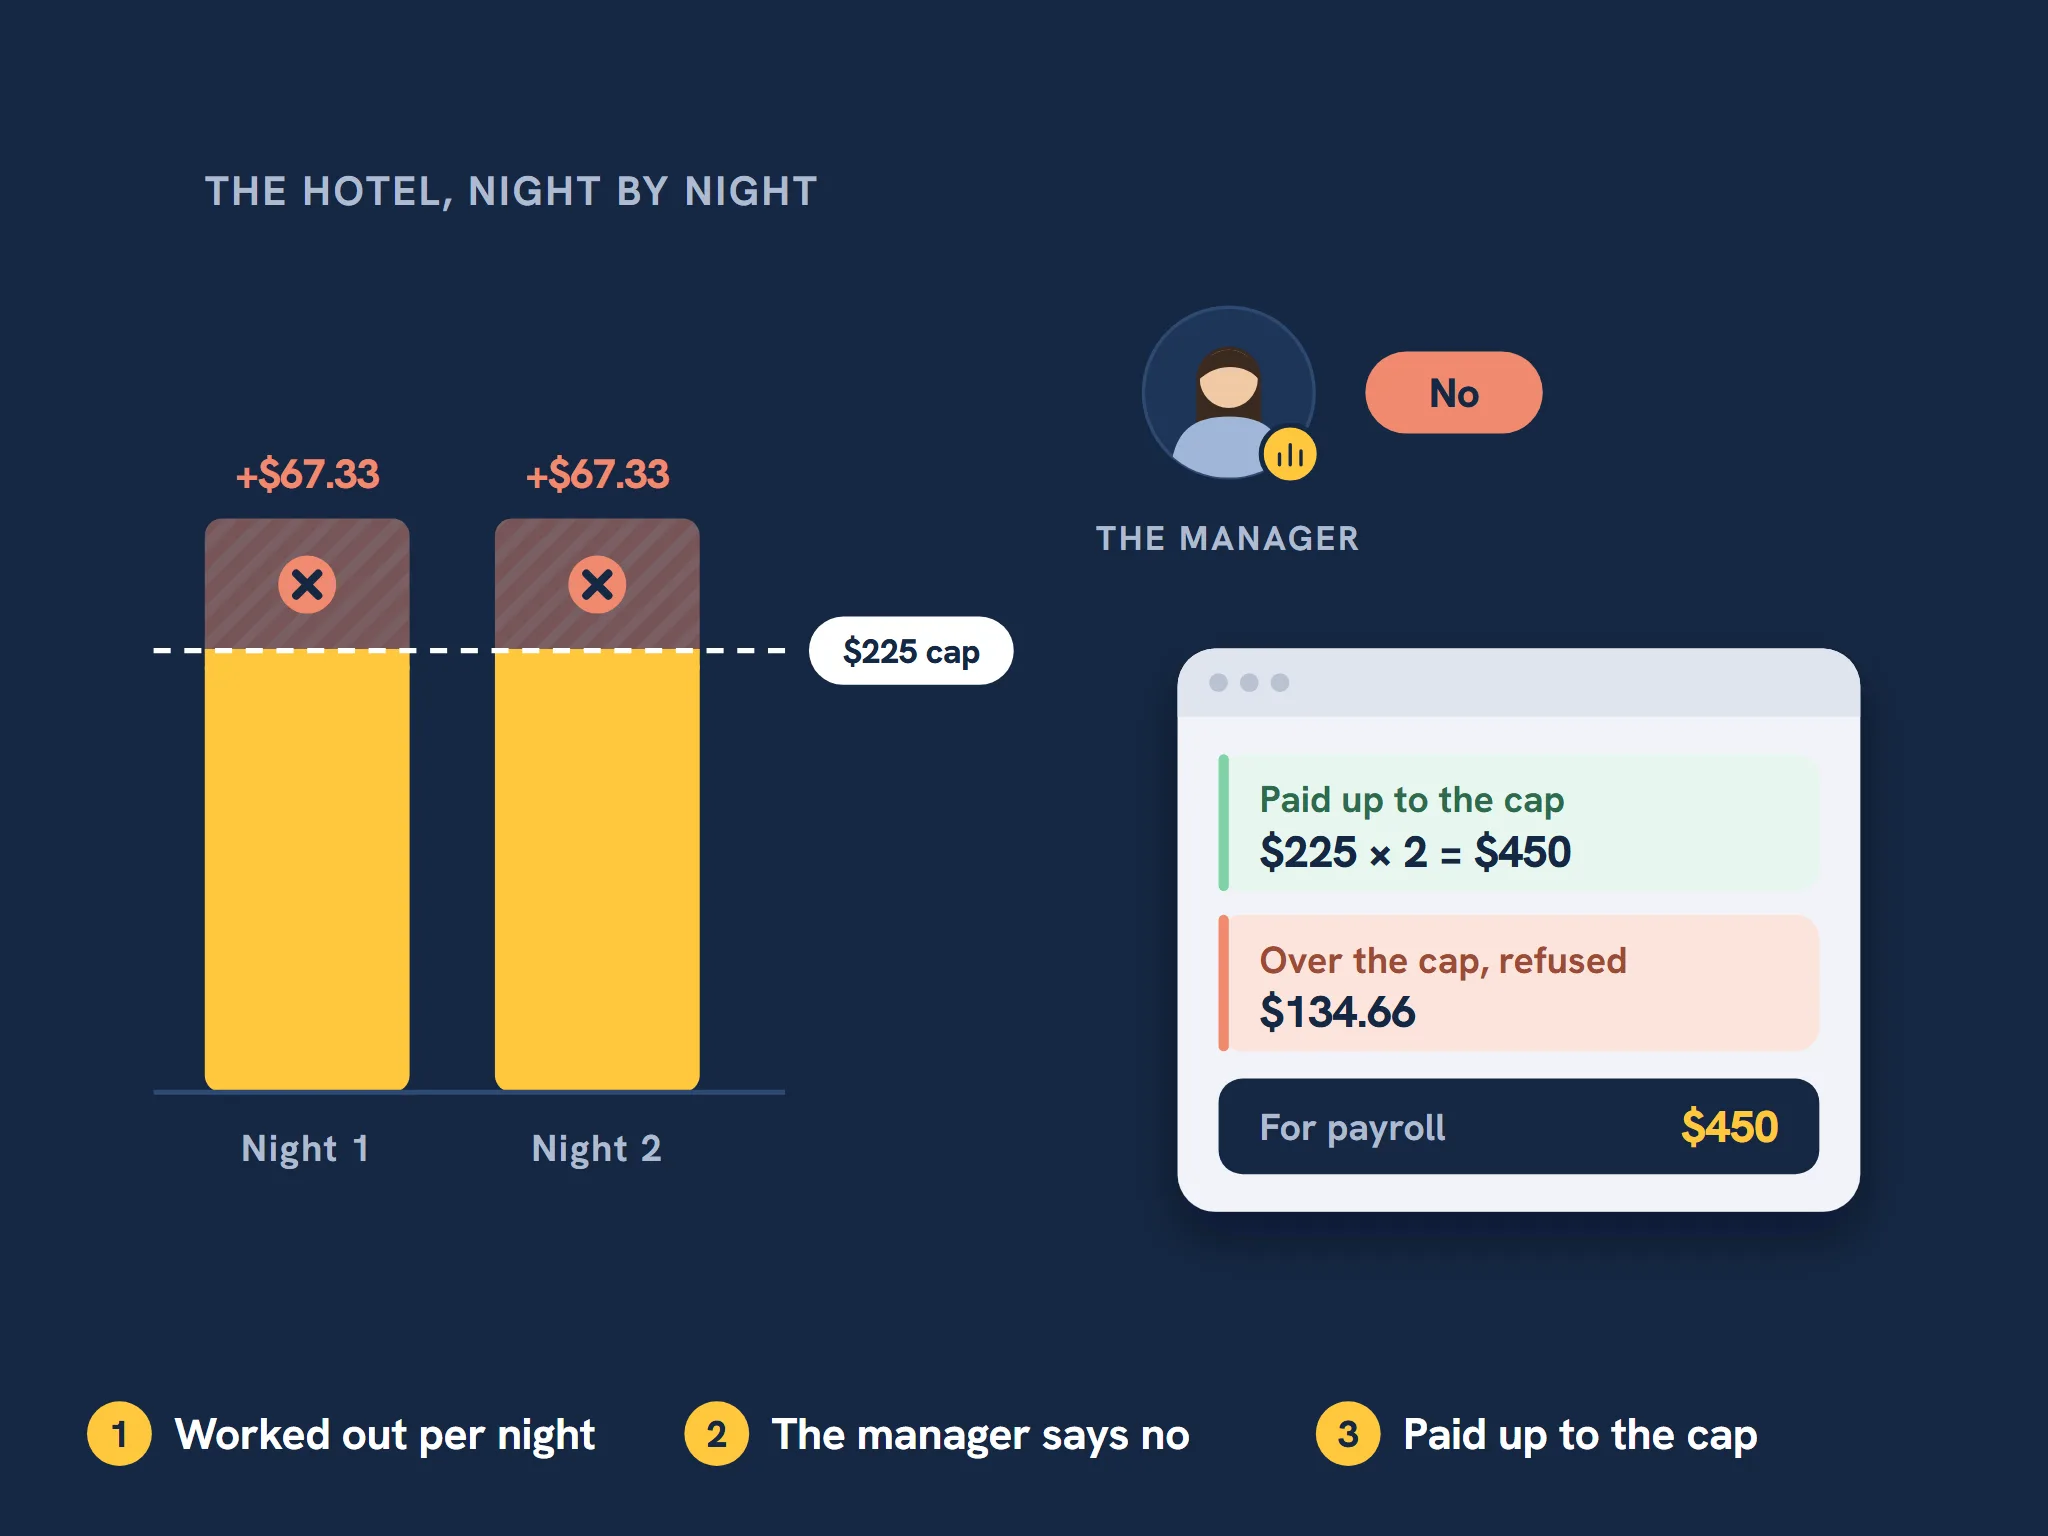 THE HOTEL, NIGHT BY NIGHT
+$67.33
+$67.33
$225 cap
Night 1
Night 2
No
THE MANAGER
Paid up to the cap
$225 × 2 = $450
Over the cap, refused
$134.66
For payroll
$450
1 Worked out per night
2 The manager says no
3 Paid up to the cap